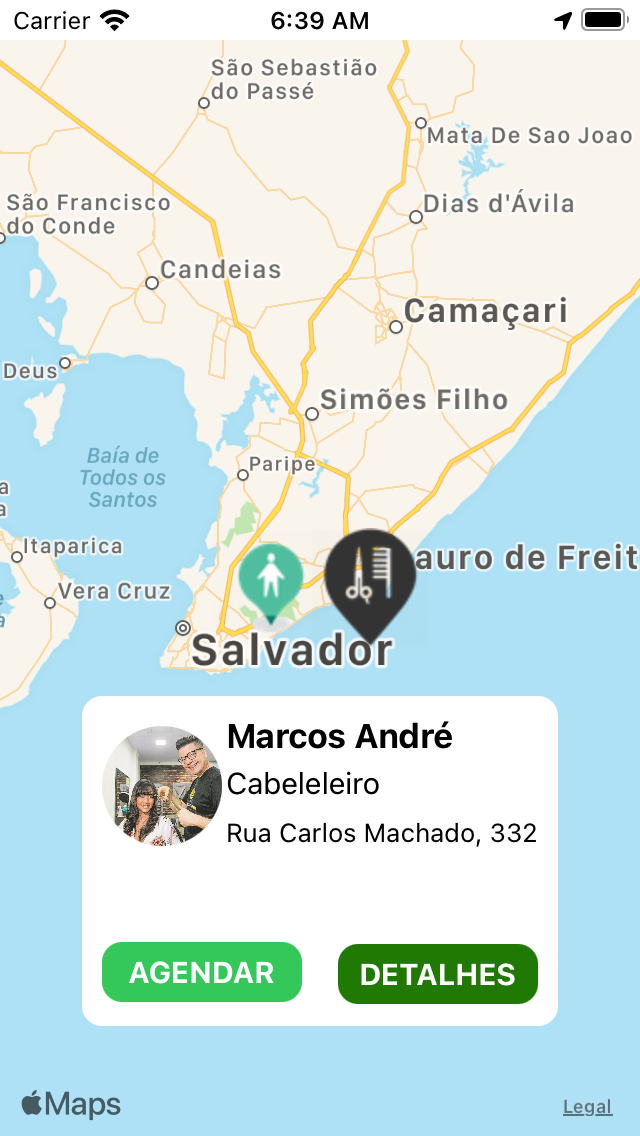 Carrier
6:39 AM
São Sebastião
do Passé
Mata De Sao Joao
São Francisco
do Conde
Dias d'Ávila
Candeias
Camaçari
Deus
Simões Filho
Baía de
Todos os
Santos
Paripe
a
a
Itaparica
auro de Freit
Vera Cruz
e
a
Salvador
Marcos André
Cabeleleiro
Rua Carlos Machado, 332
AGENDAR
DETALHES
Maps
Legal